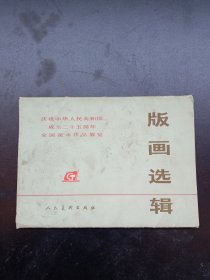 庆祝中华人民共和国
成立二十五周年
全国美术作品展览
版画选辑
人民美术出版社